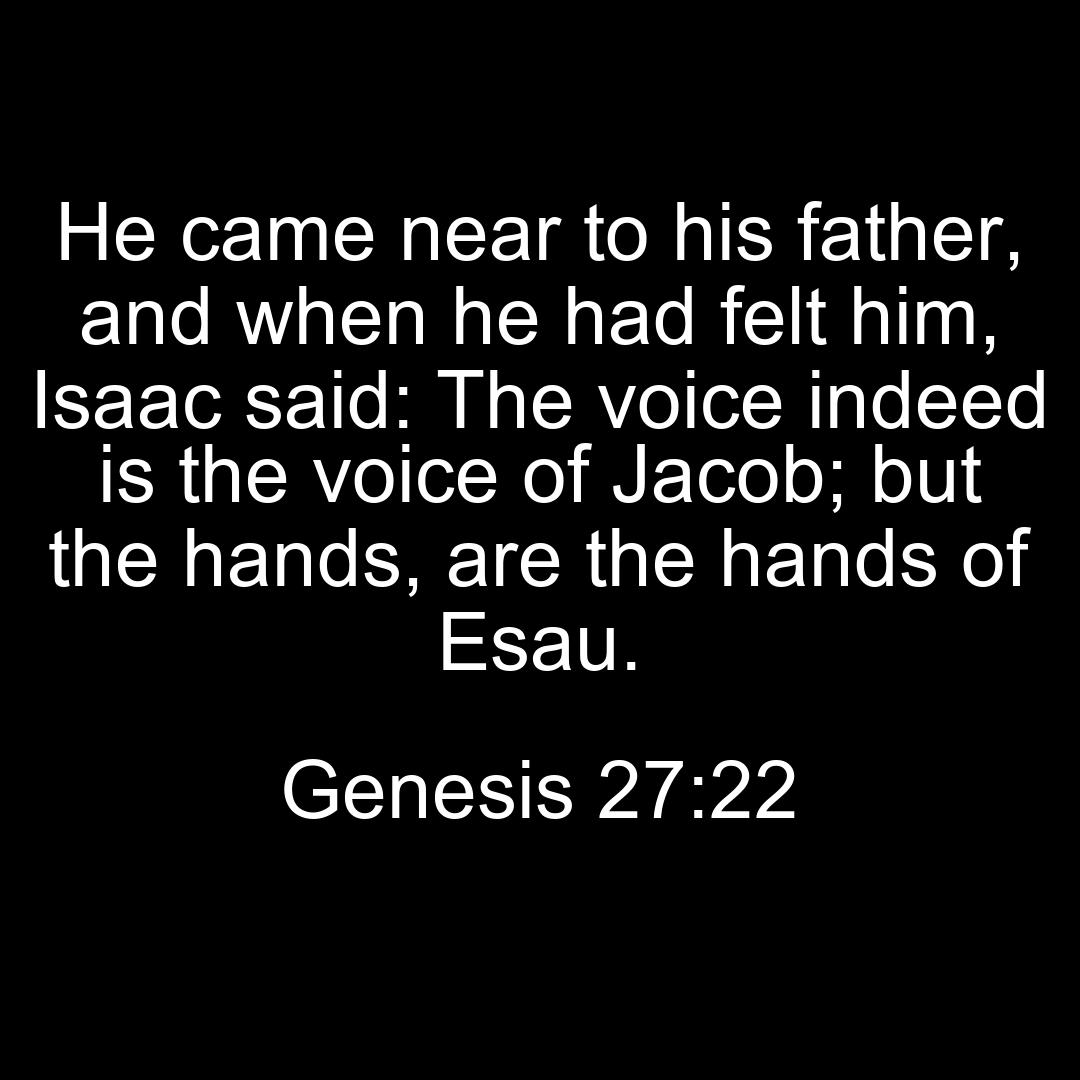 He came near to his father,
and when he had felt him,
Isaac said: The voice indeed
is the voice of Jacob; but
the hands, are the hands of
Esau.
Genesis 27:22